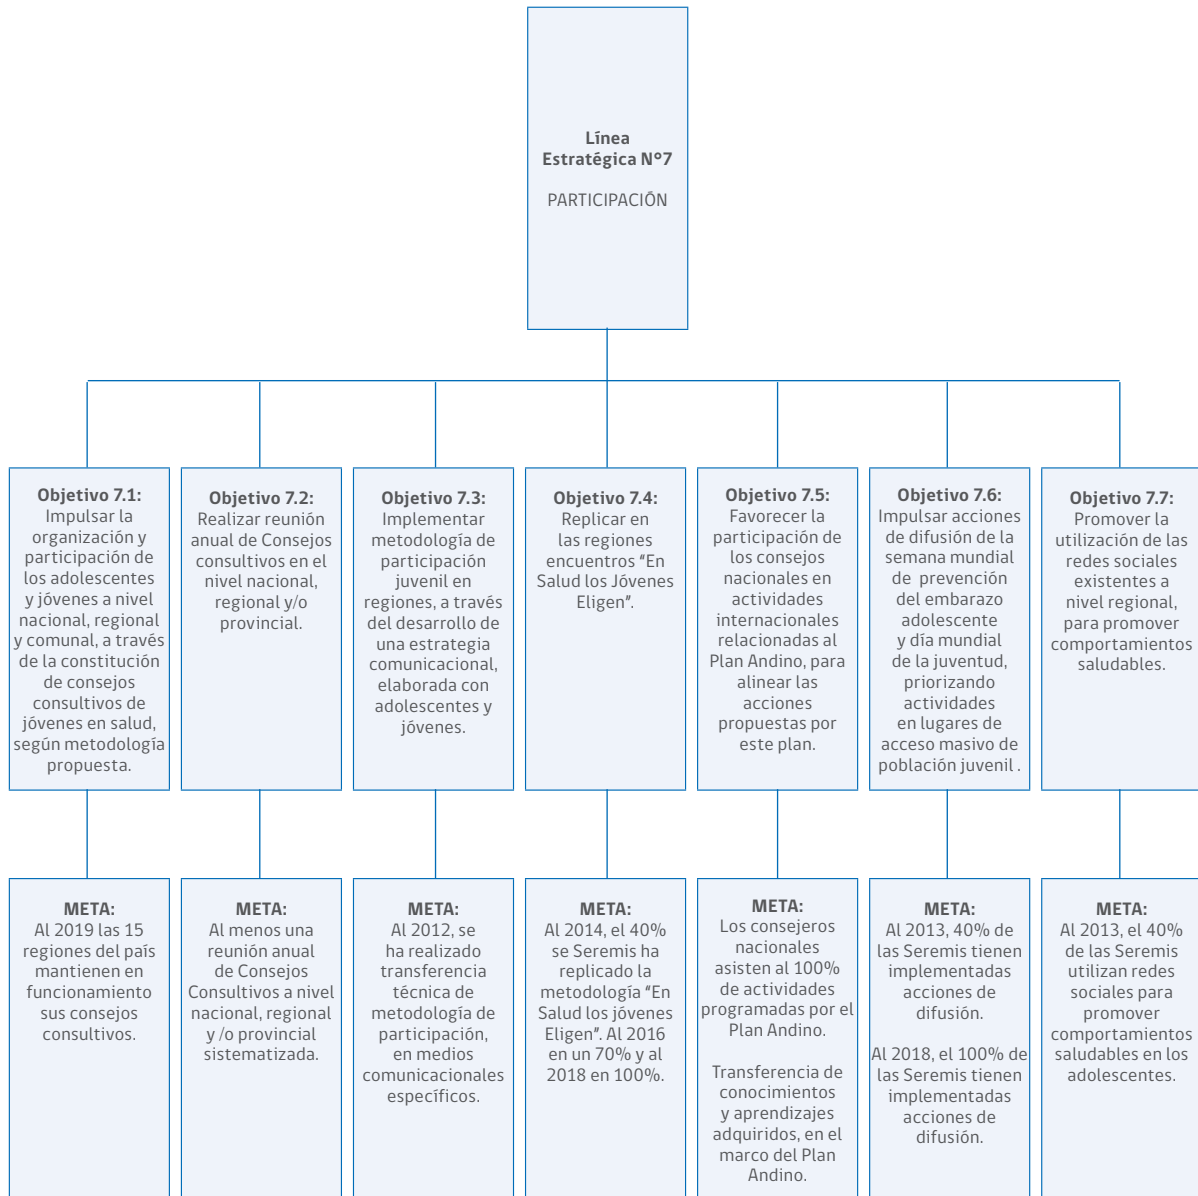 Línea
Estratégica Nº7
PARTICIPACIÓN
Objetivo 7.1:
Impulsar la
organización y
participación de
los adolescentes
y jóvenes a nivel
nacional, regional
y comunal, a través
de la constitución
de consejos
consultivos de
jóvenes en salud,
según metodología
propuesta.
Objetivo 7.2:
Realizar reunión
anual de Consejos
consultivos en el
nivel nacional,
regional y/o
provincial.
Objetivo 7.3:
Implementar
metodología de
participación
juvenil en
regiones, a través
del desarrollo de
una estrategia
comunicacional,
elaborada con
adolescentes y
jóvenes.
Objetivo 7.4:
Replicar en
las regiones
encuentros "En
Salud los Jóvenes
Eligen".
Objetivo 7.5:
Favorecer la
participación de
los consejos
nacionales en
actividades
internacionales
relacionadas al
Plan Andino, para
alinear las
acciones
propuestas por
este plan.
Objetivo 7.6:
Impulsar acciones
de difusión de la
semana mundial
de prevención
del embarazo
adolescente
y día mundial
de la juventud,
priorizando
actividades
en lugares de
acceso masivo de
población juvenil .
Objetivo 7.7:
Promover la
utilización de las
redes sociales
existentes a
nivel regional,
para promover
comportamientos
saludables.
META:
Al 2019 las 15
regiones del país
mantienen en
funcionamiento
sus consejos
consultivos.
META:
Al menos una
reunión anual
de Consejos
Consultivos a nivel
nacional, regional
y /o provincial
sistematizada.
META:
Al 2012, se
ha realizado
transferencia
técnica de
metodología de
participación,
en medios
comunicacionales
específicos.
META:
Al 2014, el 40%
se Seremis ha
replicado la
metodología "En
Salud los jóvenes
Eligen". Al 2016
en un 70% y al
2018 en 100%.
META:
Los consejeros
nacionales
asisten al 100%
de actividades
programadas por el
Plan Andino.
Transferencia de
conocimientos
y aprendizajes
adquiridos, en el
marco del Plan
Andino.
META:
Al 2013, 40% de
las Seremis tienen
implementadas
acciones de
difusión.
Al 2018, el 100% de
las Seremis tienen
implementadas
acciones de
difusión.
META:
Al 2013, el 40%
de las Seremis
utilizan redes
sociales para
promover
comportamientos
saludables en los
adolescentes.